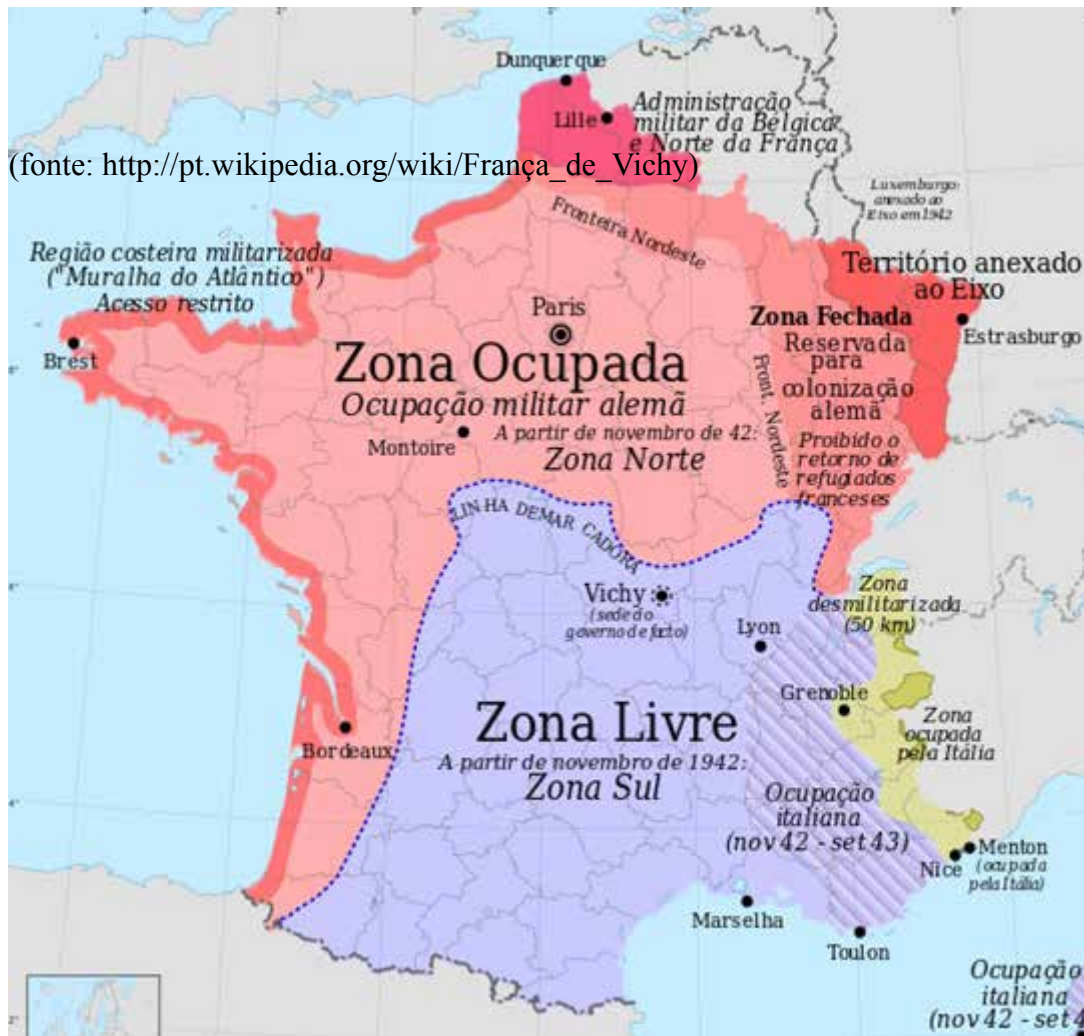 Dunquerque
Lille
Administração
militar da Bélgica
e Norte da França
(fonte: http://pt.wikipedia.org/wiki/França_de_Vichy)
Luxemburgo:
anexado ao
Eixo em 1942
Fronteira Nordeste
Região costeira militarizada
("Muralha do Atlântico")
Acesso restrito
Território anexado
ao Eixo
Paris
Zona Fechada
Reservada
para
colonização
alemã
Estrasburgo
Brest
Zona Ocupada
Ocupação militar alemã
Montoire
A partir de novembro de 42:
Zona Norte
Front. Nordeste
Proibido o
retorno de
refugiados
franceses
LINHA DEMARCADORA
Vichy
(sede do
governo de facto)
Zona
desmilitarizada
(50 km)
Lyon
Grenoble
Zona
ocupada
pela Itália
Bordeaux
Zona Livre
A partir de novembro de 1942:
Zona Sul
Ocupação
italiana
(nov 42 - set 43)
Nice
Menton
(ocupada
pela Itália)
Marselha
Toulon
Ocupação
italiana
(nov 42 - set 4